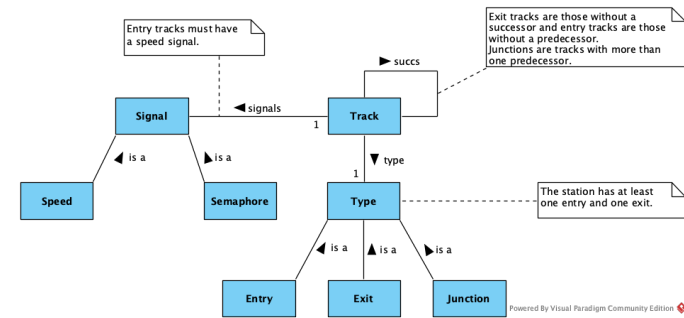 Entry tracks must have
a speed signal.
Exit tracks are those without a
successor and entry tracks are those
without a predecessor.
Junctions are tracks with more than
one predecessor.
succs
signals
Signal
Track
1
is a
is a
type
1
Speed
Semaphore
Type
The station has at least
one entry and one exit.
is a
is a
is a
Entry
Exit
Junction
Powered By Visual Paradigm Community Edition